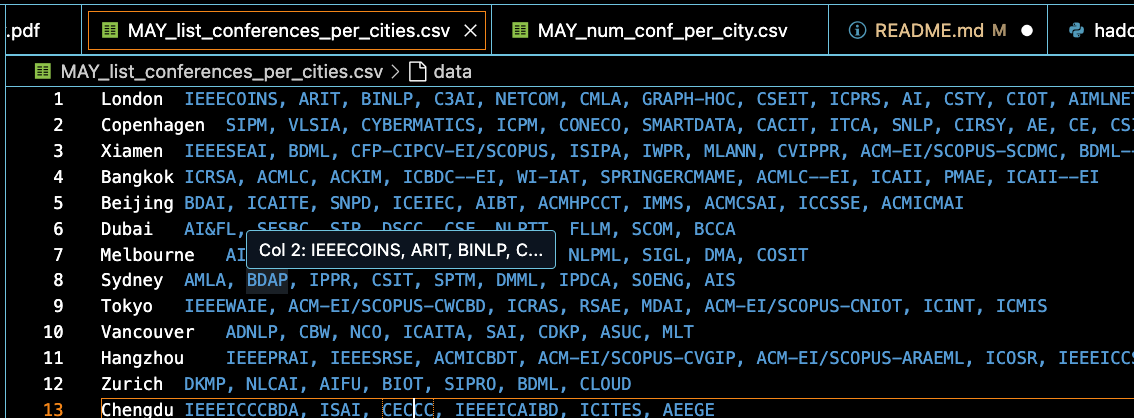 .pdf MAY_list_conferences_per_cities.csv MAY_num_conf_per_city.csv README.md M hadc
MAY_list_conferences_per_cities.csv > data
1 London IEEECOINS, ARIT, BINLP, C3AI, NETCOM, CMLA, GRAPH-HOC, CSEIT, ICPRS, AI, CSTY, CIOT, AIMLNET
2 Copenhagen SIPM, VLSIA, CYBERMATICS, ICPM, CONECO, SMARTDATA, CACIT, ITCA, SNLP, CIRSY, AE, CE, CSI
3 Xiamen IEEESEAI, BDML, CFP-CIPCV-EI/SCOPUS, ISIPA, IWPR, MLANN, CVIPPR, ACM-EI/SCOPUS-SCDMC, BDML--
4 Bangkok ICRSA, ACMLC, ACKIM, ICBDC--EI, WI-IAT, SPRINGERCMAME, ACMLC--EI, ICAII, PMAE, ICAII--EI
5 Beijing BDAI, ICAITE, SNPD, ICEIEC, AIBT, ACMHPCCT, IMMS, ACMCSAI, ICCSSE, ACMICMAI
6 Dubai AI&FL, SESBC, SIP, DSCC, CSE, NLPTT, FLLM, SCOM, BCCA
Col 2: IEEECOINS, ARIT, BINLP, C...
7 Melbourne AI NLPML, SIGL, DMA, COSIT
8 Sydney AMLA, BDAP, IPPR, CSIT, SPTM, DMML, IPDCA, SOENG, AIS
9 Tokyo IEEEWAIE, ACM-EI/SCOPUS-CWCBD, ICRAS, RSAE, MDAI, ACM-EI/SCOPUS-CNIOT, ICINT, ICMIS
10 Vancouver ADNLP, CBW, NCO, ICAITA, SAI, CDKP, ASUC, MLT
11 Hangzhou IEEEPRAI, IEEESRSE, ACMICBDT, ACM-EI/SCOPUS-CVGIP, ACM-EI/SCOPUS-ARAEML, ICOSR, IEEEICCS
12 Zurich DKMP, NLCAI, AIFU, BIOT, SIPRO, BDML, CLOUD
13 Chengdu IEEEICCCBDA, ISAI, CECCC, IEEEICAIBD, ICITES, AEEGE